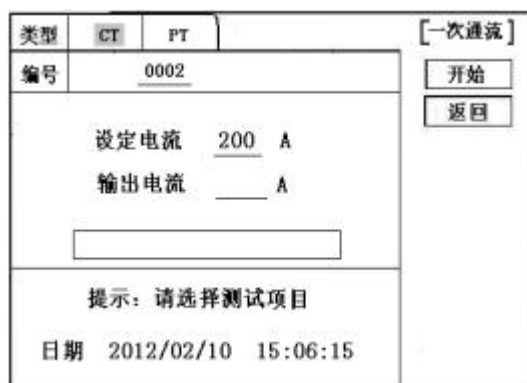 类型 CT PT [一次通流]
编号 0002 开始
返回
设定电流 200 A
输出电流 ____ A
提示：请选择测试项目
日期 2012/02/10 15:06:15